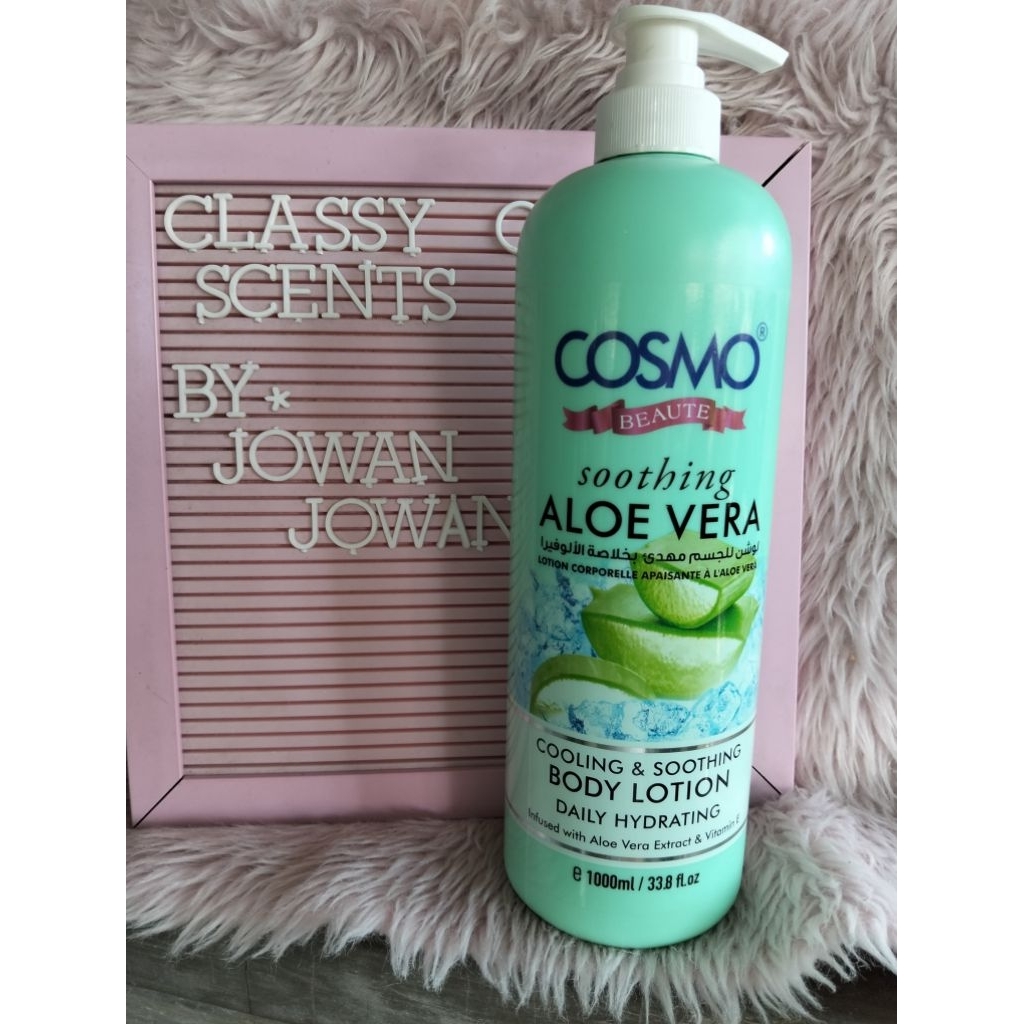 CLASSY
SCENTS
BY *
JOWAN
JOWAN
COSMO®
BEAUTE
soothing
ALOE VERA
لوشن للجسم مهدئ بخلاصة الألوفيرا
LOTION CORPORELLE APAISANTE À L'ALOE VERA
COOLING & SOOTHING
BODY LOTION
DAILY HYDRATING
Infused with Aloe Vera Extract & Vitamin E
e 1000ml / 33.8 fl.oz